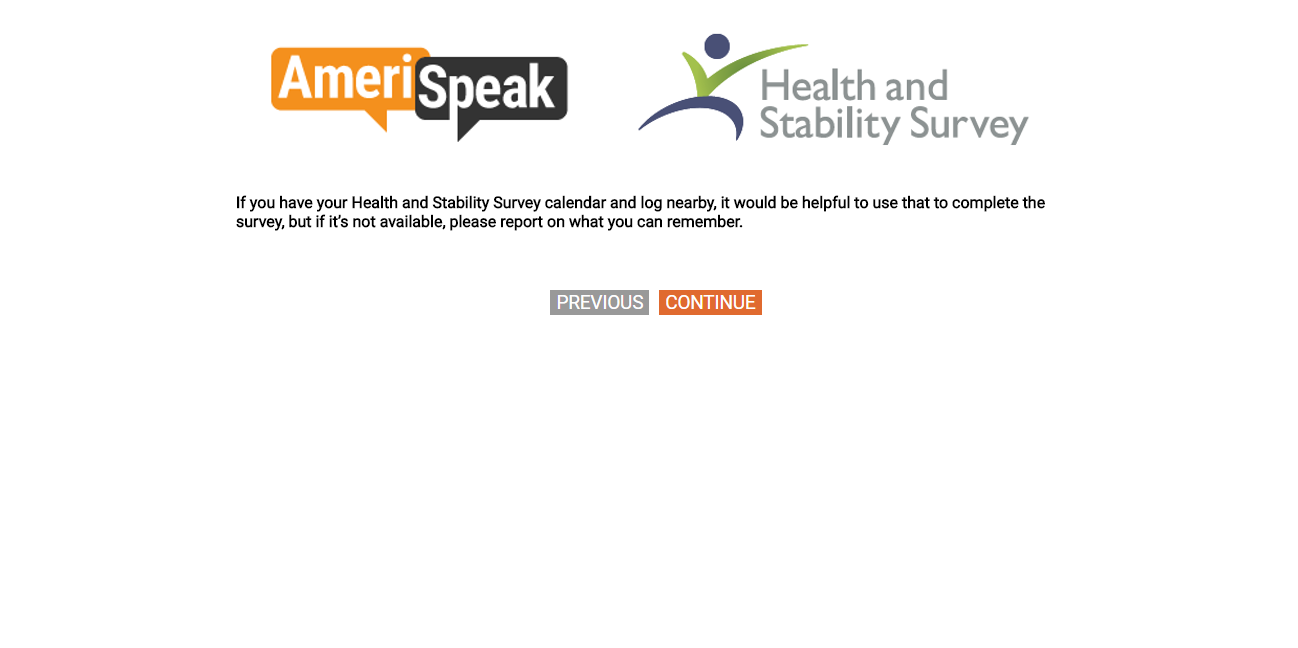 AmeriSpeak
Health and
Stability Survey
If you have your Health and Stability Survey calendar and log nearby, it would be helpful to use that to complete the
survey, but if it’s not available, please report on what you can remember.
PREVIOUS CONTINUE